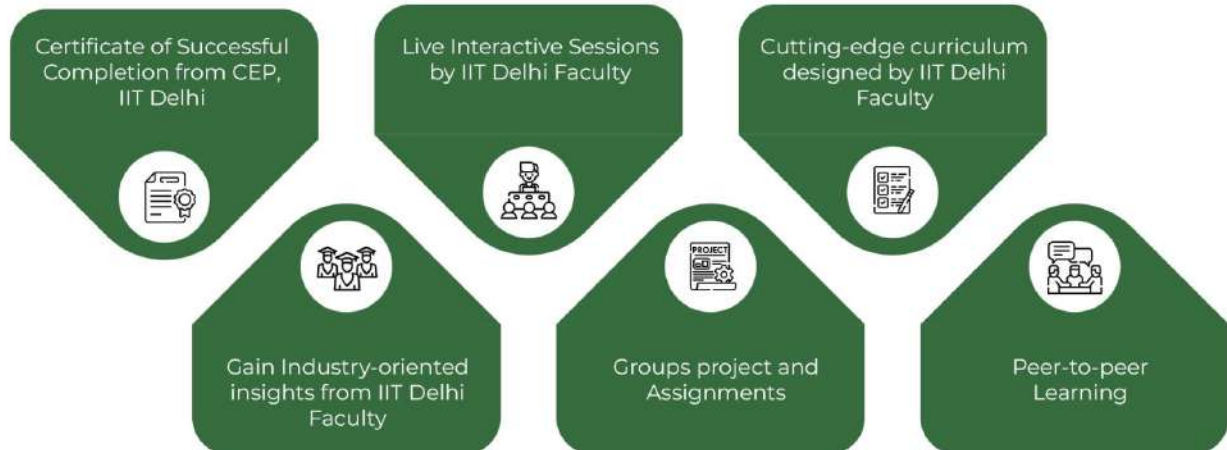 Certificate of Successful
Completion from CEP,
IIT Delhi
Live Interactive Sessions
by IIT Delhi Faculty
Cutting-edge curriculum
designed by IIT Delhi
Faculty
PROJECT
Gain Industry-oriented
insights from IIT Delhi
Faculty
Groups project and
Assignments
Peer-to-peer
Learning